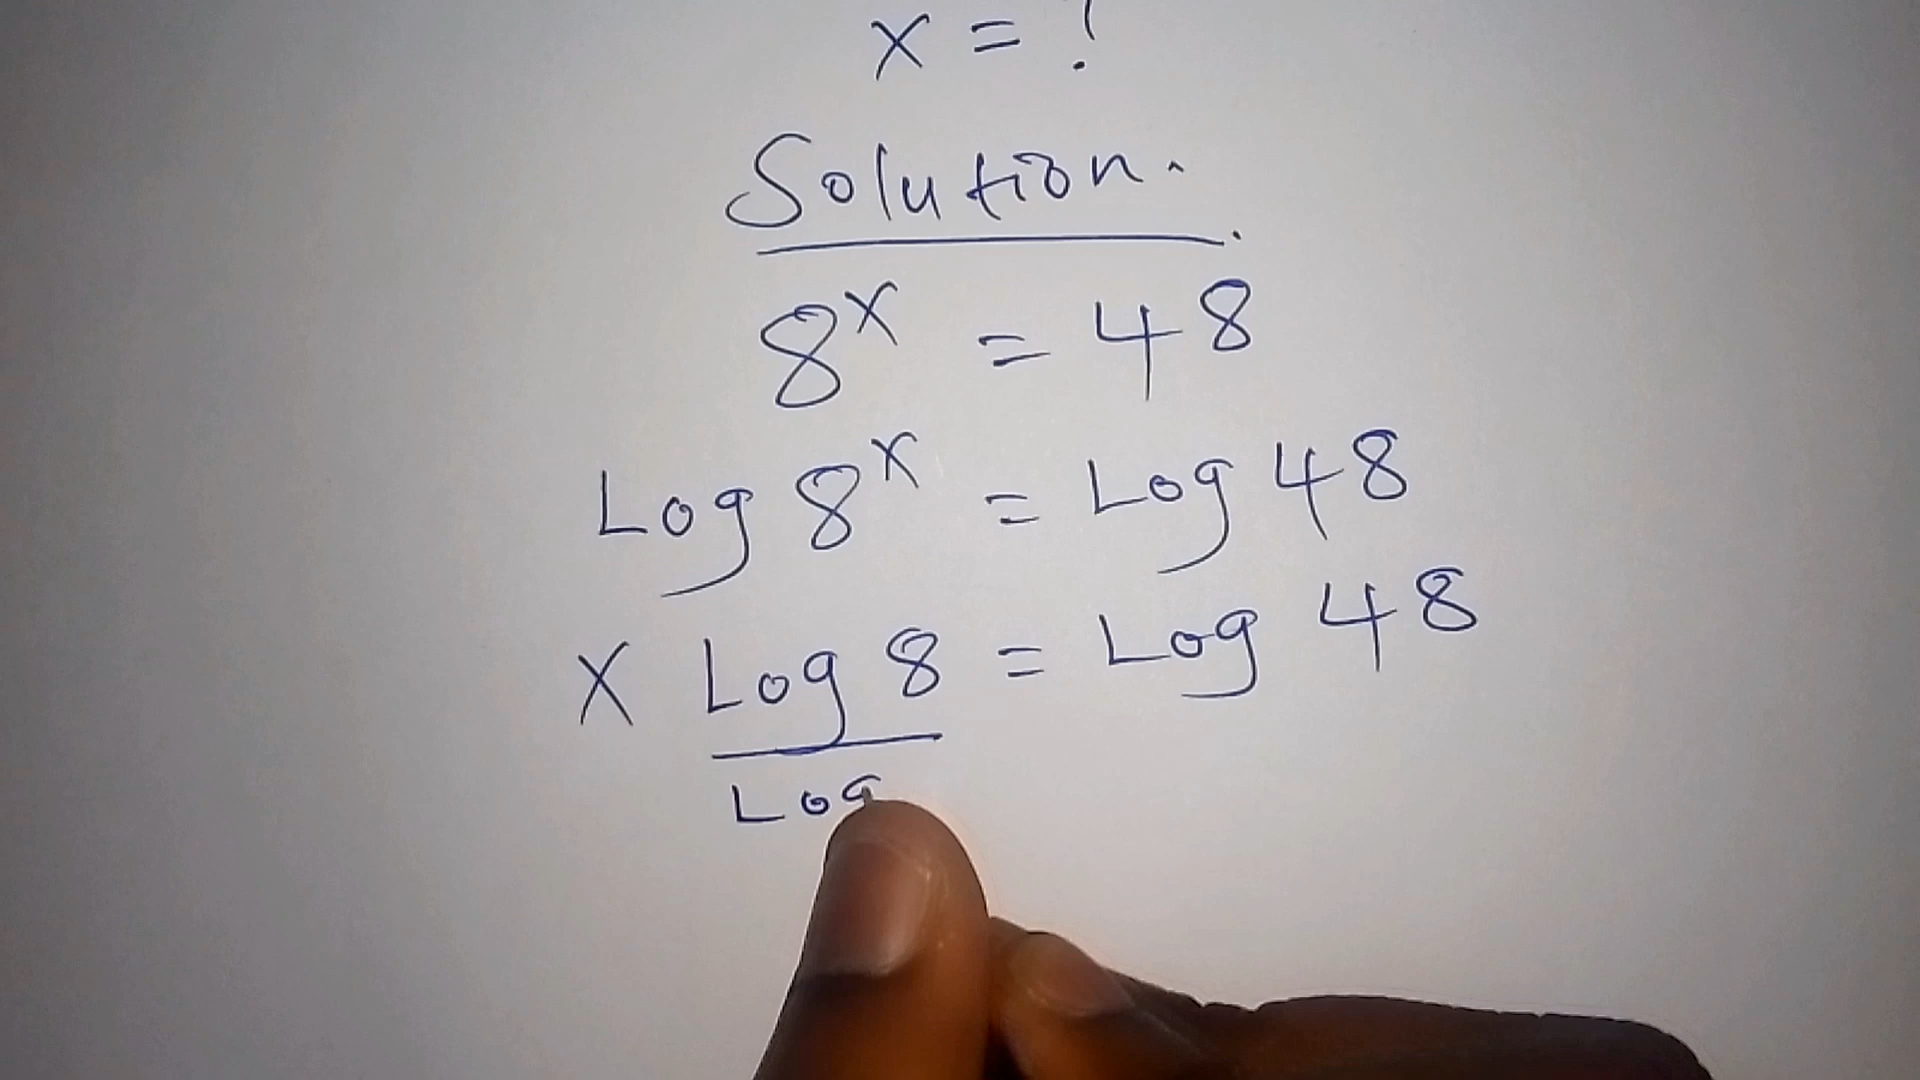 x = ?
Solution.
8^x = 48
Log 8^x = Log 48
x Log 8 = Log 48
Log